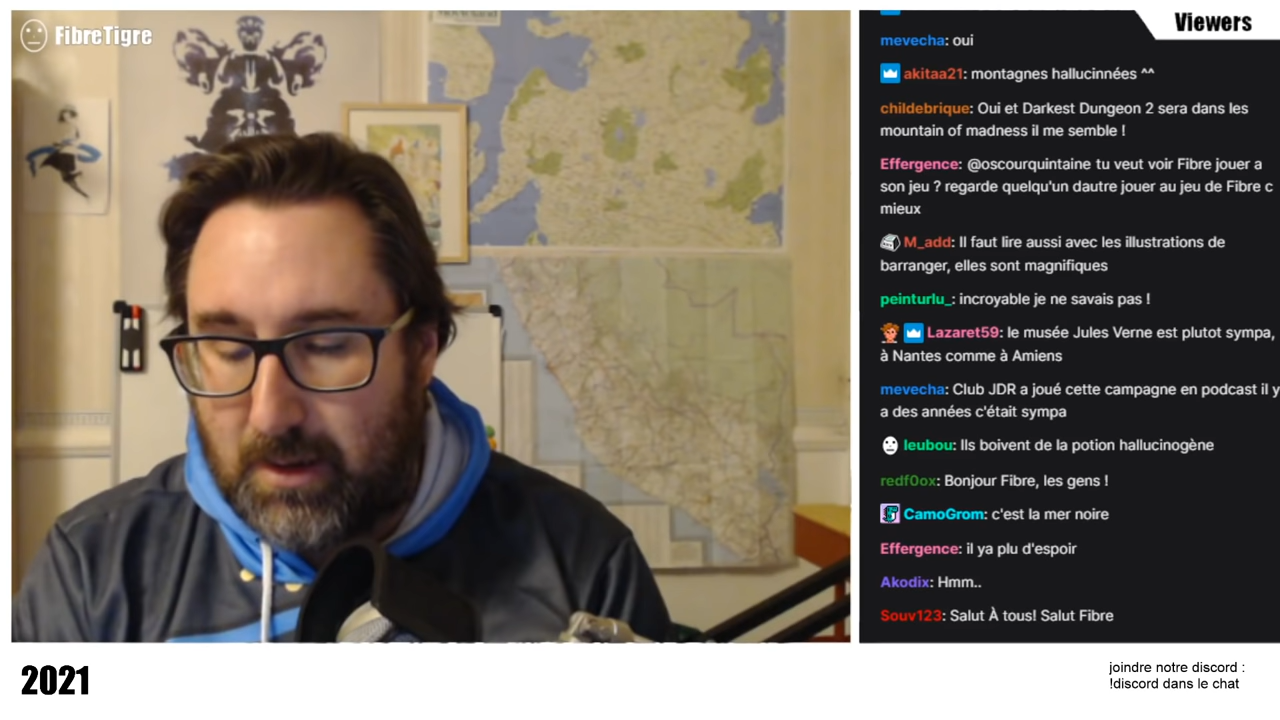 FibreTigre
Viewers
mevecha: oui
akitaa21: montagnes hallucinnées ^^
childebrique: Oui et Darkest Dungeon 2 sera dans les
mountain of madness il me semble !
Effergence: @oscourquintaine tu veut voir Fibre jouer a
son jeu ? regarde quelqu'un dautre jouer au jeu de Fibre c
mieux
M_add: Il faut lire aussi avec les illustrations de
barranger, elles sont magnifiques
peinturlu_: incroyable je ne savais pas !
Lazaret59: le musée Jules Verne est plutot sympa,
à Nantes comme à Amiens
mevecha: Club JDR a joué cette campagne en podcast il y
a des années c'était sympa
leubou: Ils boivent de la potion hallucinogène
redf0ox: Bonjour Fibre, les gens !
CamoGrom: c'est la mer noire
Effergence: il ya plu d'espoir
Akodix: Hmm..
Souv123: Salut À tous! Salut Fibre
2021
joindre notre discord :
!discord dans le chat